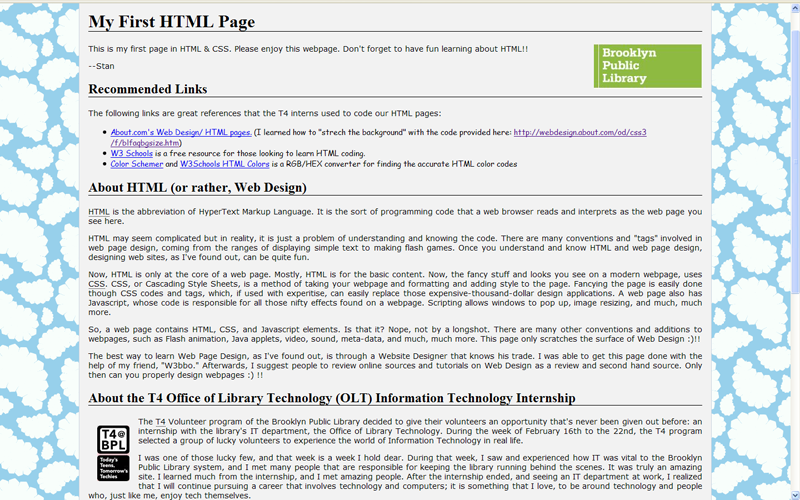 My First HTML Page
This is my first page in HTML & CSS. Please enjoy this webpage. Don't forget to have fun learning about HTML!!
Brooklyn
Public
Library
--Stan
Recommended Links
The following links are great references that the T4 interns used to code our HTML pages:
About.com's Web Design/ HTML pages. (I learned how to "strech the background" with the code provided here: http://webdesign.about.com/od/css3
/f/blfaqbgsize.htm)
W3 Schools is a free resource for those looking to learn HTML coding.
Color Schemer and W3Schools HTML Colors is a RGB/HEX converter for finding the accurate HTML color codes
About HTML (or rather, Web Design)
HTML is the abbreviation of HyperText Markup Language. It is the sort of programming code that a web browser reads and interprets as the web page you
see here.
HTML may seem complicated but in reality, it is just a problem of understanding and knowing the code. There are many conventions and "tags" involved in
web page design, coming from the ranges of displaying simple text to making flash games. Once you understand and know HTML and web page design,
designing web sites, as I've found out, can be quite fun.
Now, HTML is only at the core of a web page. Mostly, HTML is for the basic content. Now, the fancy stuff and looks you see on a modern webpage, uses
CSS. CSS, or Cascading Style Sheets, is a method of taking your webpage and formatting and adding style to the page. Fancying the page is easily done
though CSS codes and tags, which, if used with experitise, can easily replace those expensive-thousand-dollar design applications. A web page also has
Javascript, whose code is responsible for all those nifty effects found on a webpage. Scripting allows windows to pop up, image resizing, and much, much
more.
So, a web page contains HTML, CSS, and Javascript elements. Is that it? Nope, not by a longshot. There are many other conventions and additions to
webpages, such as Flash animation, Java applets, video, sound, meta-data, and much, much more. This page only scratches the surface of Web Design :)!!
The best way to learn Web Page Design, as I've found out, is through a Website Designer that knows his trade. I was able to get this page done with the
help of my friend, "W3bbo." Afterwards, I suggest people to review online sources and tutorials on Web Design as a review and second hand source. Only
then can you properly design webpages :) !!
About the T4 Office of Library Technology (OLT) Information Technology Internship
T4@
BPL
Today's
Teens,
Tomorrow's
Techies
The T4 Volunteer program of the Brooklyn Public Library decided to give their volunteers an opportunity that's never been given out before: an
internship with the library's IT department, the Office of Library Technology. During the week of February 16th to the 22nd, the T4 program
selected a group of lucky volunteers to experience the world of Information Technology in real life.
I was one of those lucky few, and that week is a week I hold dear. During that week, I saw and experienced how IT was vital to the Brooklyn
Public Library system, and I met many people that are responsible for keeping the library running behind the scenes. It was truly an amazing
site. I learned much from the internship, and I met amazing people. After the internship ended, and seeing an IT department at work, I realized
that I will continue pursuing a career that involves technology and computers; it is something that I love, to be around technology and people
who, just like me, enjoy tech themselves.